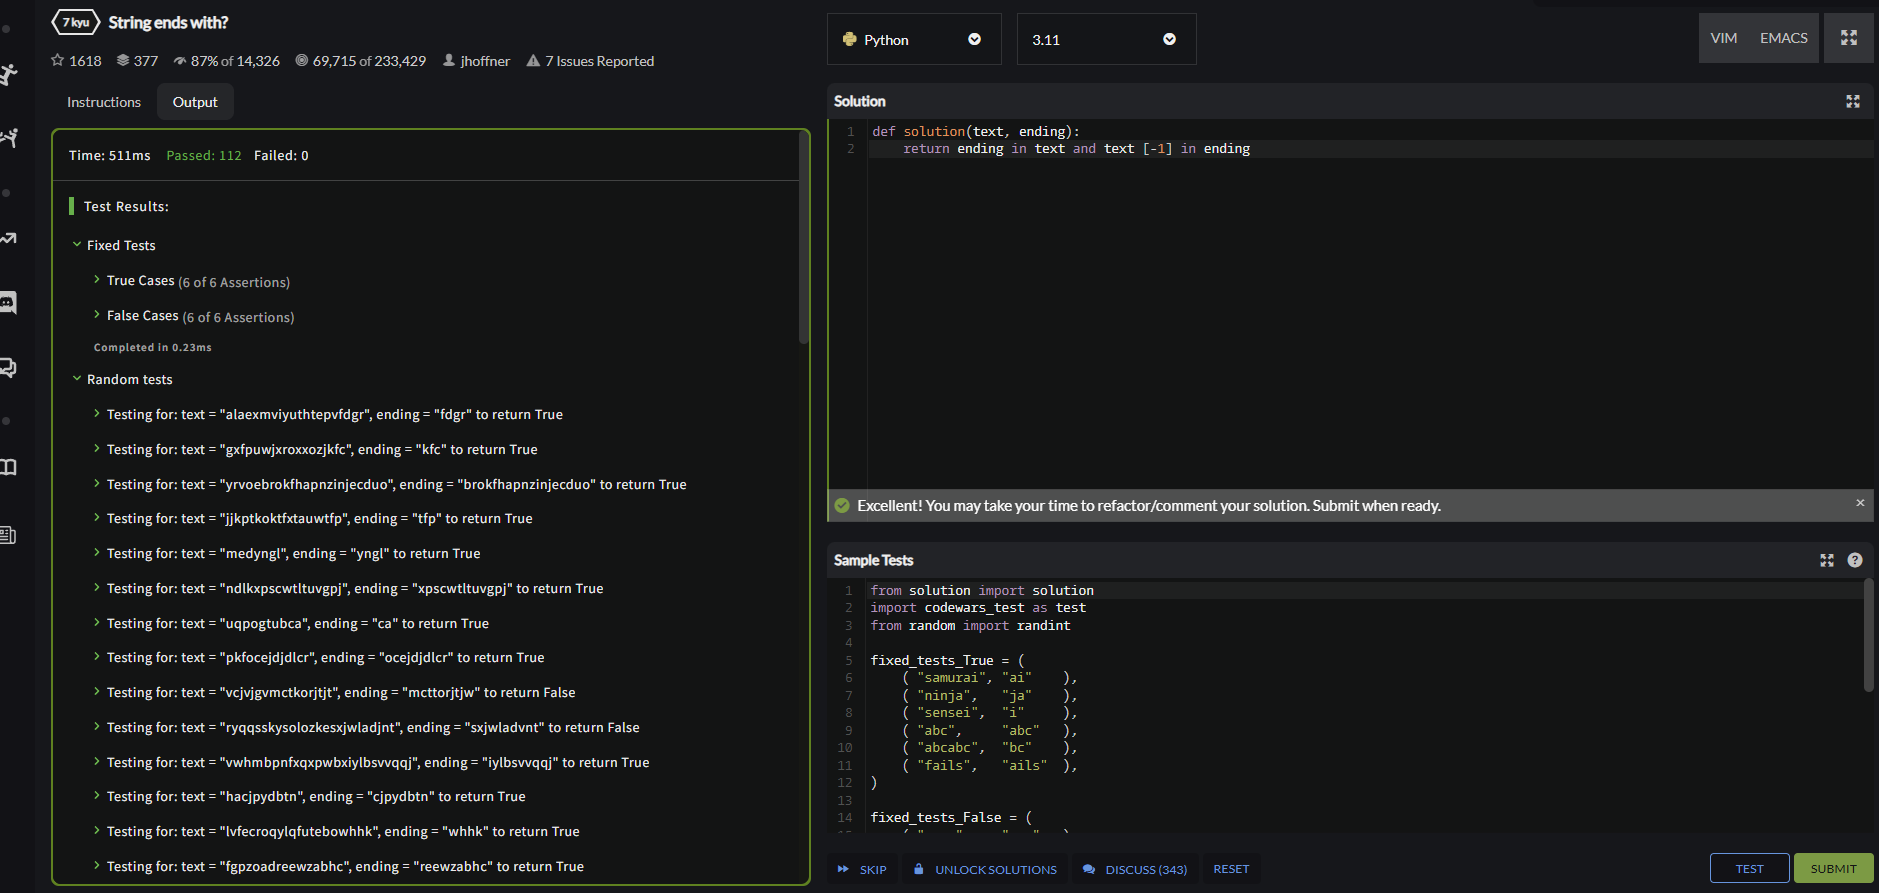 7 kyu String ends with?
1618 377 87% of 14,326 69,715 of 233,429 jhoffner 7 Issues Reported
Instructions Output
Time: 511ms Passed: 112 Failed: 0
Test Results:
Fixed Tests
True Cases (6 of 6 Assertions)
False Cases (6 of 6 Assertions)
Completed in 0.23ms
Random tests
Testing for: text = "alaexmviyuthtepvfdgr", ending = "fdgr" to return True
Testing for: text = "gxfpuwjxroxxozjkfc", ending = "kfc" to return True
Testing for: text = "yrvoebrokfhapnzinjecduo", ending = "brokfhapnzinjecduo" to return True
Testing for: text = "jjkptkoktfxtauwtfp", ending = "tfp" to return True
Testing for: text = "medyngl", ending = "yngl" to return True
Testing for: text = "ndlkxpscwtltuvgpj", ending = "xpscwtltuvgpj" to return True
Testing for: text = "uqpogtubca", ending = "ca" to return True
Testing for: text = "pkfocejdjdlcr", ending = "ocejdjdlcr" to return True
Testing for: text = "vcjvjgvmctkorjtjt", ending = "mcttorjtjw" to return False
Testing for: text = "ryqqsskysolozkesxjwladjnt", ending = "sxjwladvnt" to return False
Testing for: text = "vwhmbpnfxqxpwbxiylbsvvqqj", ending = "iylbsvvqqj" to return True
Testing for: text = "hacjpydbtn", ending = "cjpydbtn" to return True
Testing for: text = "lvfecroqylqfutebowhhk", ending = "whhk" to return True
Testing for: text = "fgpzoadreewzabhc", ending = "reewzabhc" to return True
Python 3.11 VIM EMACS
Solution
1 def solution(text, ending):
2 return ending in text and text [-1] in ending
Excellent! You may take your time to refactor/comment your solution. Submit when ready. ×
Sample Tests ?
1 from solution import solution
2 import codewars_test as test
3 from random import randint
4
5 fixed_tests_True = (
6 ( "samurai", "ai" ),
7 ( "ninja", "ja" ),
8 ( "sensei", "i" ),
9 ( "abc", "abc" ),
10 ( "abcabc", "bc" ),
11 ( "fails", "ails" ),
12 )
13
14 fixed_tests_False = (
SKIP UNLOCK SOLUTIONS DISCUSS (343) RESET TEST SUBMIT